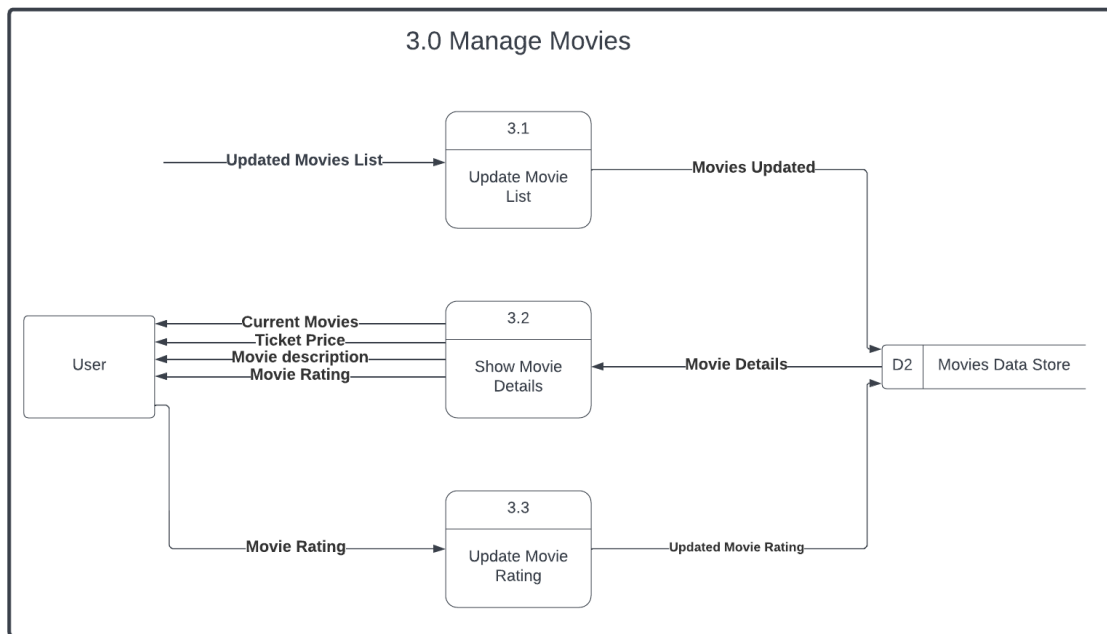 3.0 Manage Movies
3.1
Updated Movies List
Update Movie
List
Movies Updated
3.2
Current Movies
Ticket Price
Movie description
Movie Rating
User
Show Movie
Details
Movie Details
D2
Movies Data Store
3.3
Movie Rating
Update Movie
Rating
Updated Movie Rating